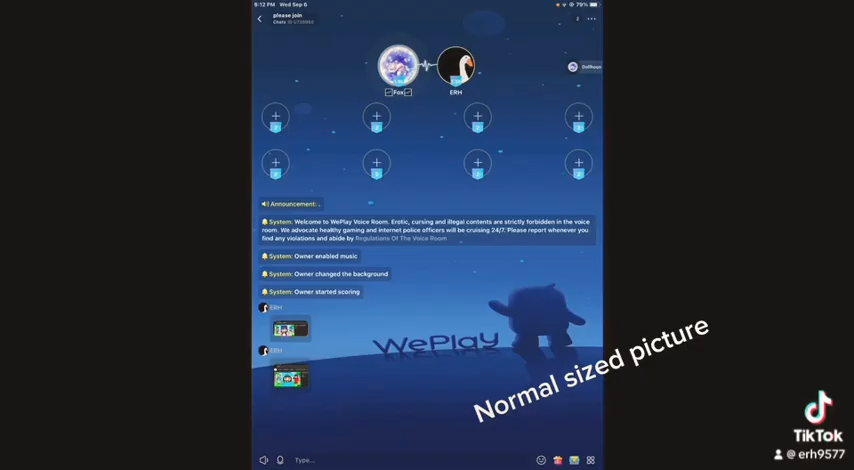 9:12 PM Wed Sep 6
79%
please join
2
Dollhous
Fox
ERH
Announcement: .
System: Welcome to WePlay Voice Room. Erotic, cursing and illegal contents are strictly forbidden in the voice
room. We advocate healthy gaming and internet police officers will be cruising 24/7. Please report whenever you
find any violations and abide by Regulations Of The Voice Room
System: Owner enabled music
System: Owner changed the background
System: Owner started scoring
ERH
ERH
WePlay
Normal sized picture
Type...
TikTok
@ erh9577